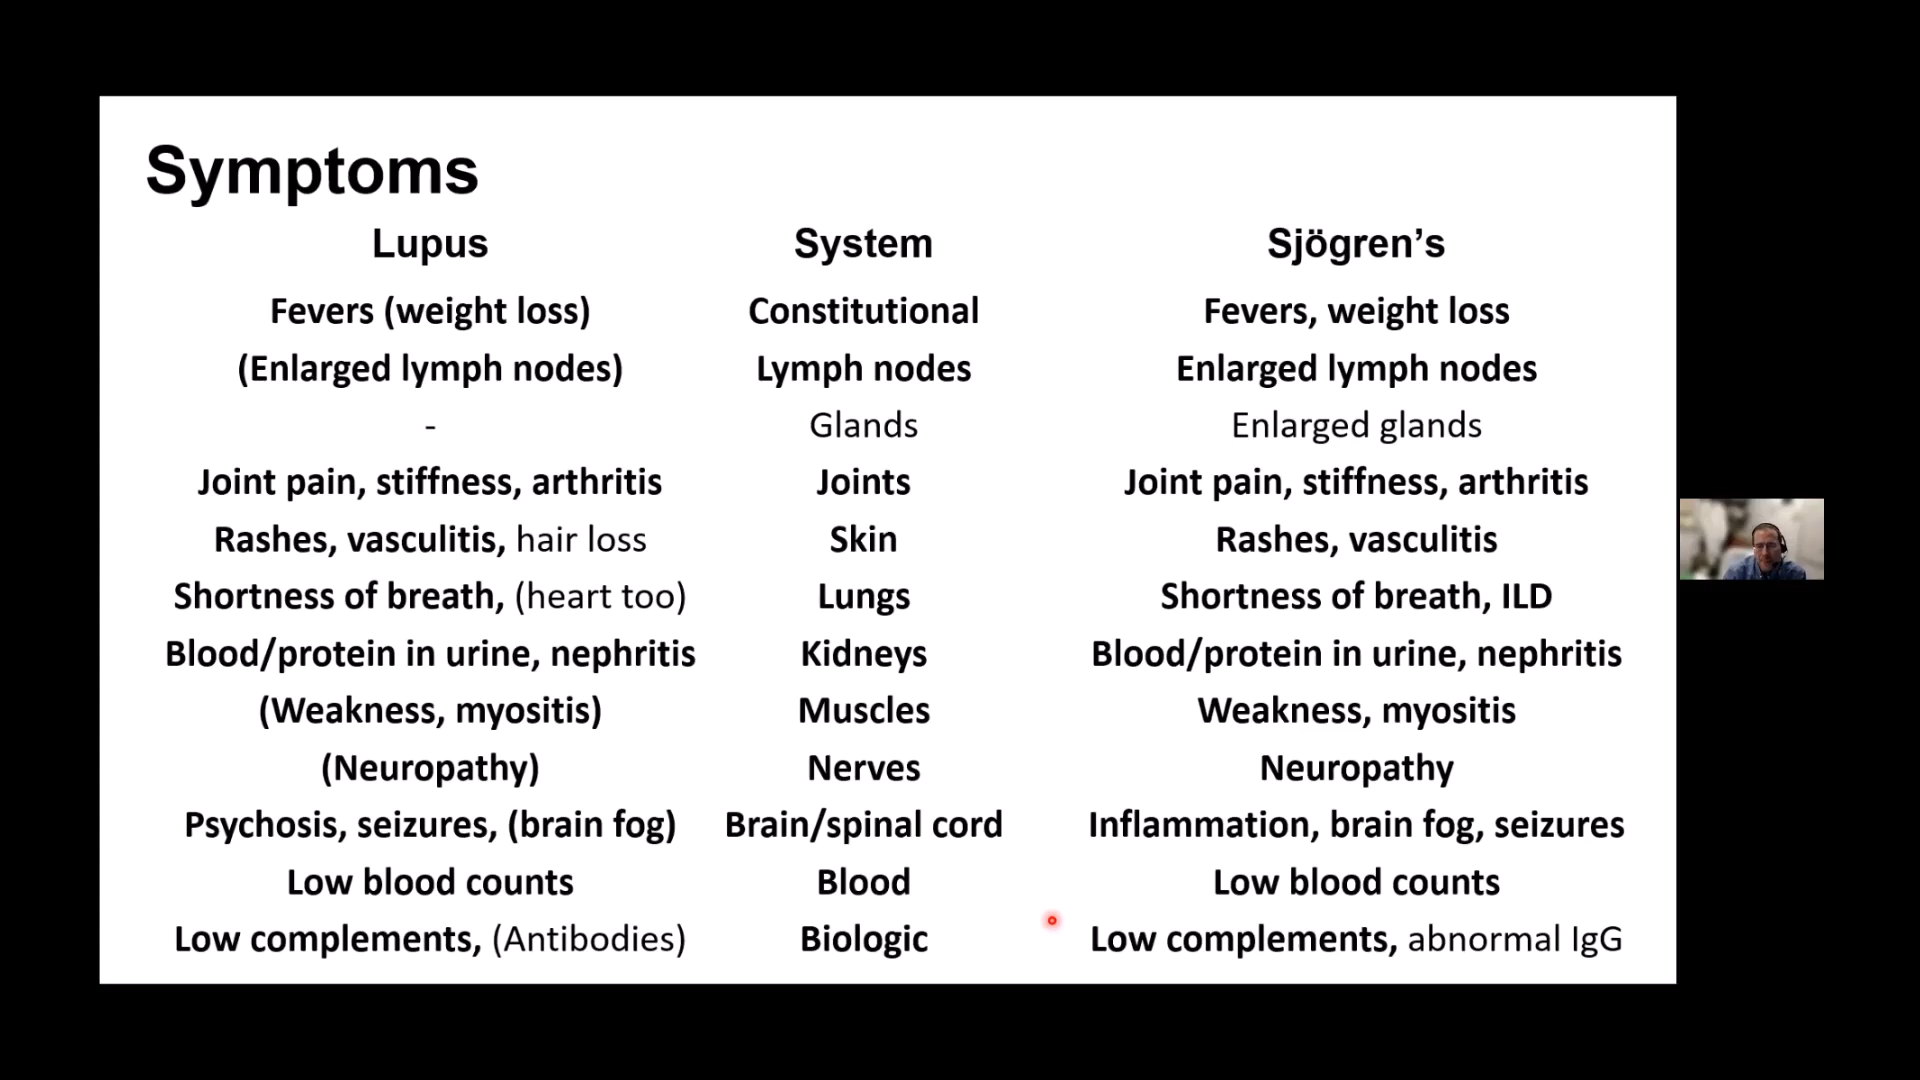 Symptoms
Lupus System Sjögren’s
Fevers (weight loss) Constitutional Fevers, weight loss
(Enlarged lymph nodes) Lymph nodes Enlarged lymph nodes
- Glands Enlarged glands
Joint pain, stiffness, arthritis Joints Joint pain, stiffness, arthritis
Rashes, vasculitis, hair loss Skin Rashes, vasculitis
Shortness of breath, (heart too) Lungs Shortness of breath, ILD
Blood/protein in urine, nephritis Kidneys Blood/protein in urine, nephritis
(Weakness, myositis) Muscles Weakness, myositis
(Neuropathy) Nerves Neuropathy
Psychosis, seizures, (brain fog) Brain/spinal cord Inflammation, brain fog, seizures
Low blood counts Blood Low blood counts
Low complements, (Antibodies) Biologic Low complements, abnormal IgG